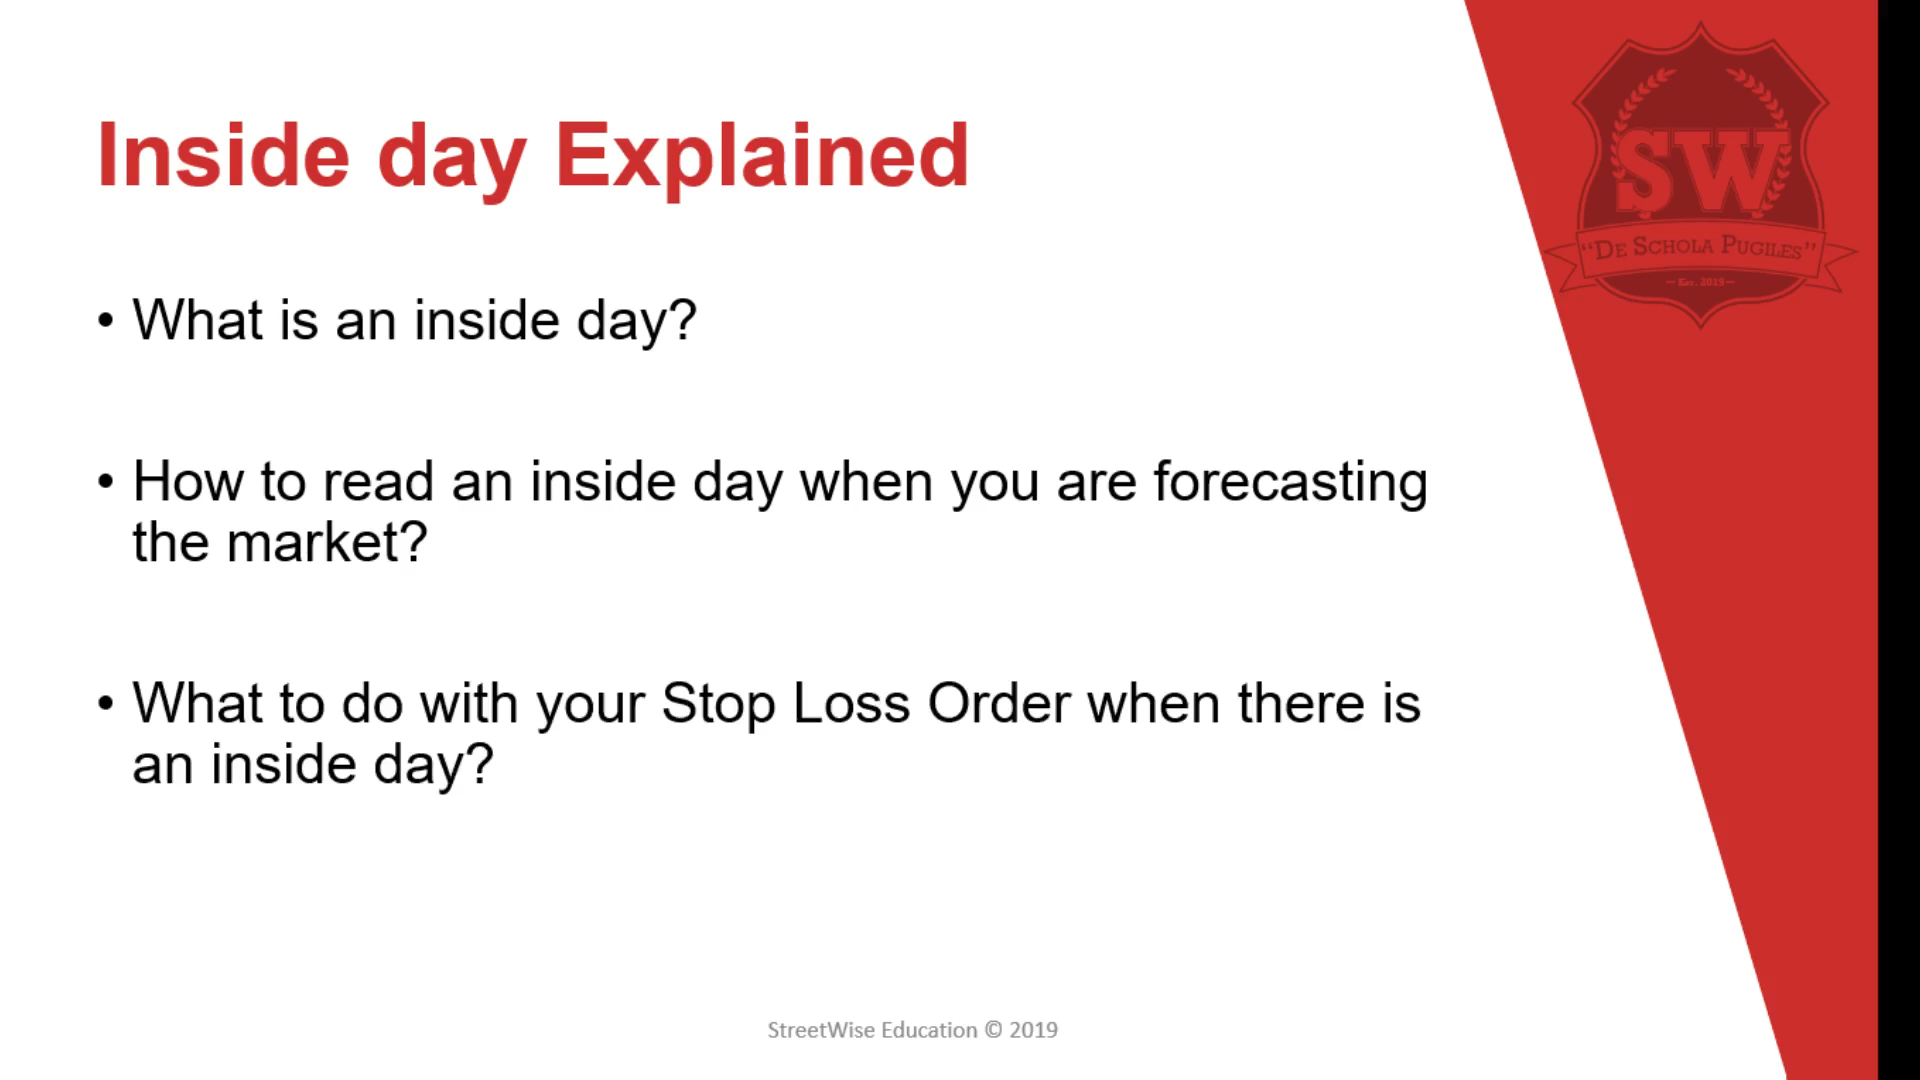 Inside day Explained
• What is an inside day?
• How to read an inside day when you are forecasting
the market?
• What to do with your Stop Loss Order when there is
an inside day?
SW
“De Schola Pugiles”
Est. 2019
StreetWise Education © 2019